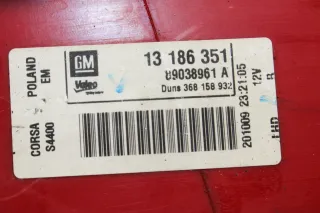 POLAND
EM
GM
Valeo
13 186 351
89038961 A
Duns 368 158 932
CORSA
S4400
201009 23:21:05
12V
R
LHD